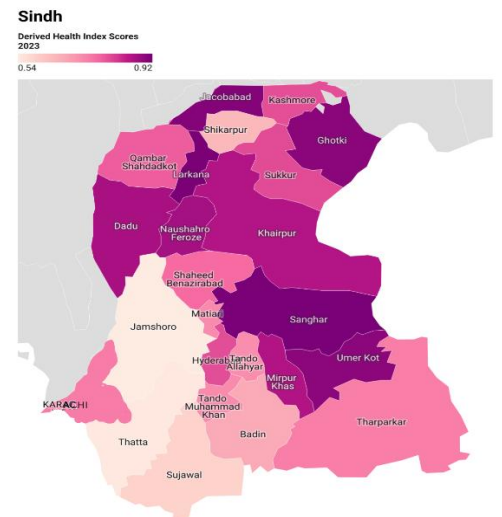 Sindh
Derived Health Index Scores
2023
0.54
0.92
Jacobabad
Kashmore
Shikarpur
Ghotki
Qambar
Shahdadkot
Larkana
Sukkur
Dadu
Naushahro
Feroze
Khairpur
Shaheed
Benazirabad
Matiari
Sanghar
Jamshoro
Hyderabad
Tando
Allahyar
Umer Kot
Mirpur
Khas
KARACHI
Tando
Muhammad
Khan
Tharparkar
Badin
Thatta
Sujawal